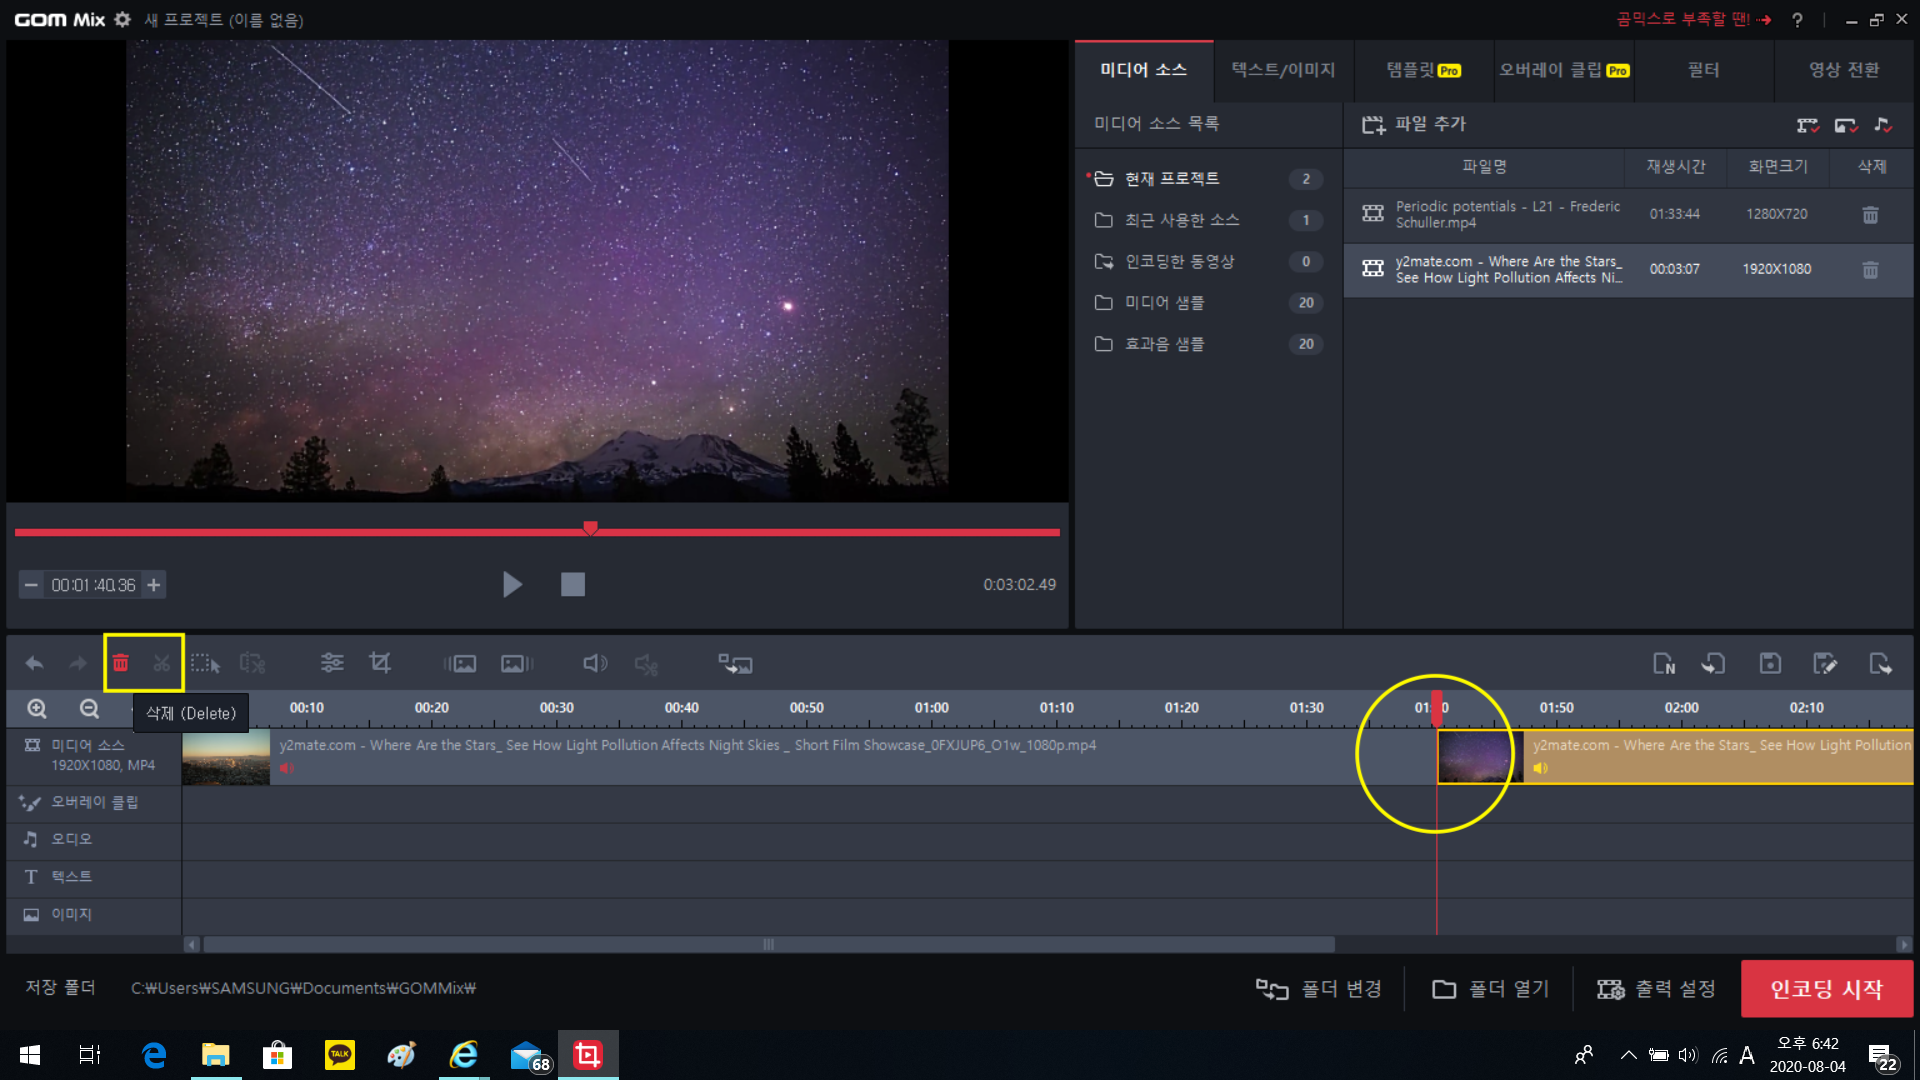 GOM Mix 새 프로젝트 (이름 없음)
곰믹스로 부족할 땐! ?
미디어 소스 텍스트/이미지 템플릿 Pro 오버레이 클립 Pro 필터 영상 전환
미디어 소스 목록
파일 추가
현재 프로젝트 2
최근 사용한 소스 1
인코딩한 동영상 0
미디어 샘플 20
효과음 샘플 20
파일명 재생시간 화면크기 삭제
Periodic potentials - L21 - Frederic
Schuller.mp4
01:33:44 1280X720
y2mate.com - Where Are the Stars_
See How Light Pollution Affects Ni...
00:03:07 1920X1080
00:01:40.36
0:03:02.49
N
삭제 (Delete)
00:10 00:20 00:30 00:40 00:50 01:00 01:10 01:20 01:30 01:50 02:00 02:10
미디어 소스
1920X1080, MP4
y2mate.com - Where Are the Stars_ See How Light Pollution Affects Night Skies _ Short Film Showcase_0FXJUP6_O1w_1080p.mp4
y2mate.com - Where Are the Stars_ See How Light Pollution
오버레이 클립
오디오
T 텍스트
이미지
저장 폴더 C:₩Users₩SAMSUNG₩Documents₩GOMMix₩
폴더 변경 폴더 열기 출력 설정 인코딩 시작
TALK
68
A
오후 6:42
2020-08-04
22